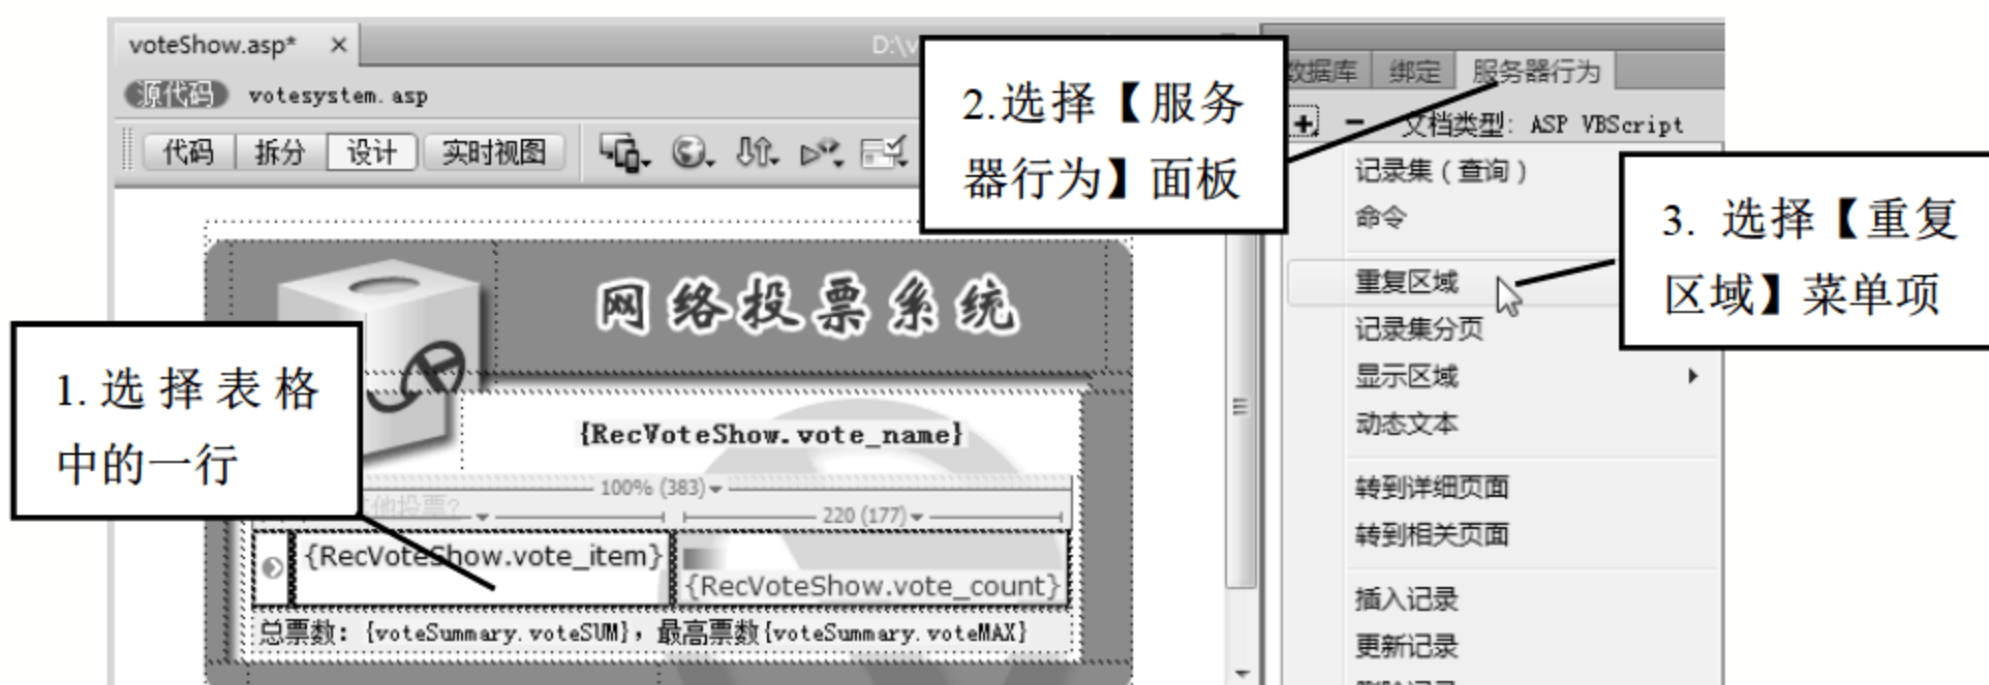 voteShow.asp* ×
D:\v
源代码 votesystem.asp
代码 拆分 设计 实时视图
2.选择【服务
器行为】面板
数据库 绑定 服务器行为
文档类型: ASP VBScript
记录集（查询）
命令
重复区域
记录集分页
显示区域
动态文本
转到详细页面
转到相关页面
插入记录
更新记录
3. 选择【重复
区域】菜单项
网络投票系统
1.选择表格
中的一行
{RecVoteShow.vote_name}
100% (383)
他投票?
220 (177)
{RecVoteShow.vote_item}
{RecVoteShow.vote_count}
总票数: {voteSummary.voteSUM}, 最高票数{voteSummary.voteMAX}